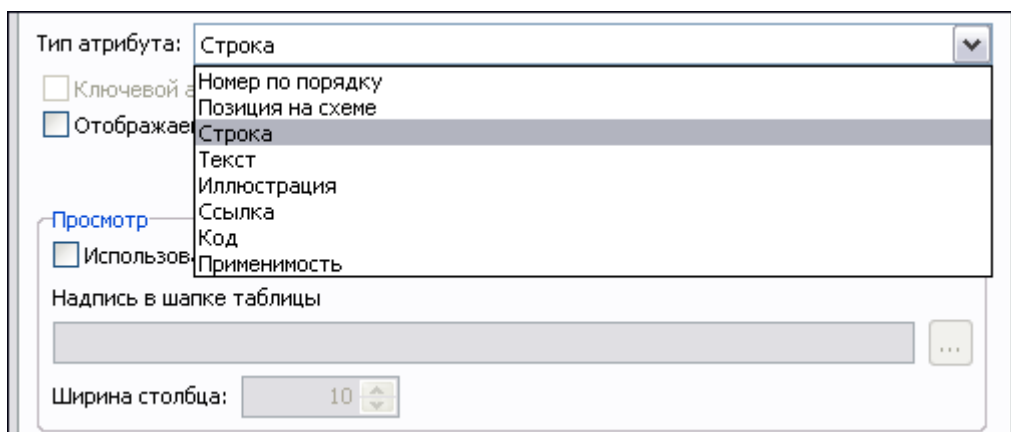 Тип атрибута: Строка
Номер по порядку
Ключевой
Позиция на схеме
Строка
Текст
Иллюстрация
Просмотр
Ссылка
Код
Применимость
Надпись в шапке таблицы
...
Ширина столбца: 10